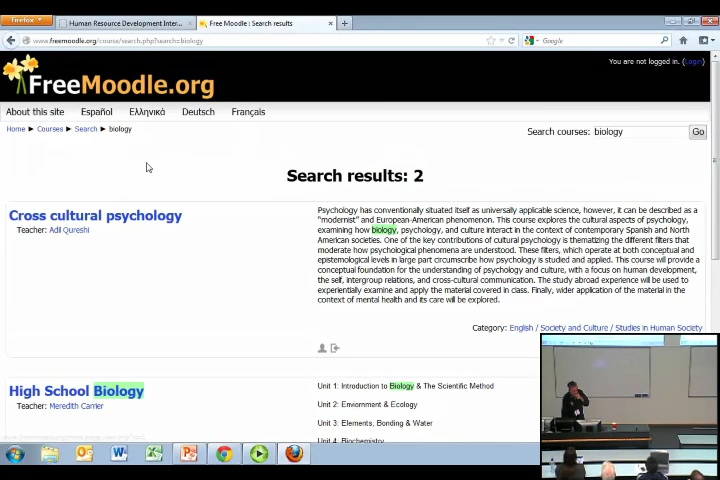 Firefox
Human Resource Development Inter...
Free Moodle : Search results
www.freemoodle.org/course/search.php?search=biology
Google
FreeMoodle.org
You are not logged in. (Login)
About this site Español Ελληνικά Deutsch Français
Home ► Courses ► Search ► biology
Search courses: biology Go
Search results: 2
Cross cultural psychology
Teacher: Adil Qureshi
Psychology has conventionally situated itself as universally applicable science, however, it can be described as a
"modernist" and European-American phenomenon. This course explores the cultural aspects of psychology,
examining how biology, psychology, and culture interact in the context of contemporary Spanish and North
American societies. One of the key contributions of cultural psychology is thematizing the different filters that
moderate how psychological phenomena are understood. These filters, which operate at both conceptual and
epistemological levels in large part circumscribe how psychology is studied and applied. This course will provide a
conceptual foundation for the understanding of psychology and culture, with a focus on human development,
the self, intergroup relations, and cross-cultural communication. The study abroad experience will be used to
experientially examine and apply the material covered in class. Finally, wider application of the material in the
context of mental health and its care will be explored.
Category: English / Society and Culture / Studies in Human Society
High School Biology
Teacher: Meredith Carrier
Unit 1: Introduction to Biology & The Scientific Method
Unit 2: Enviornment & Ecology
Unit 3: Elements, Bonding & Water
Unit 4: Biochemistry